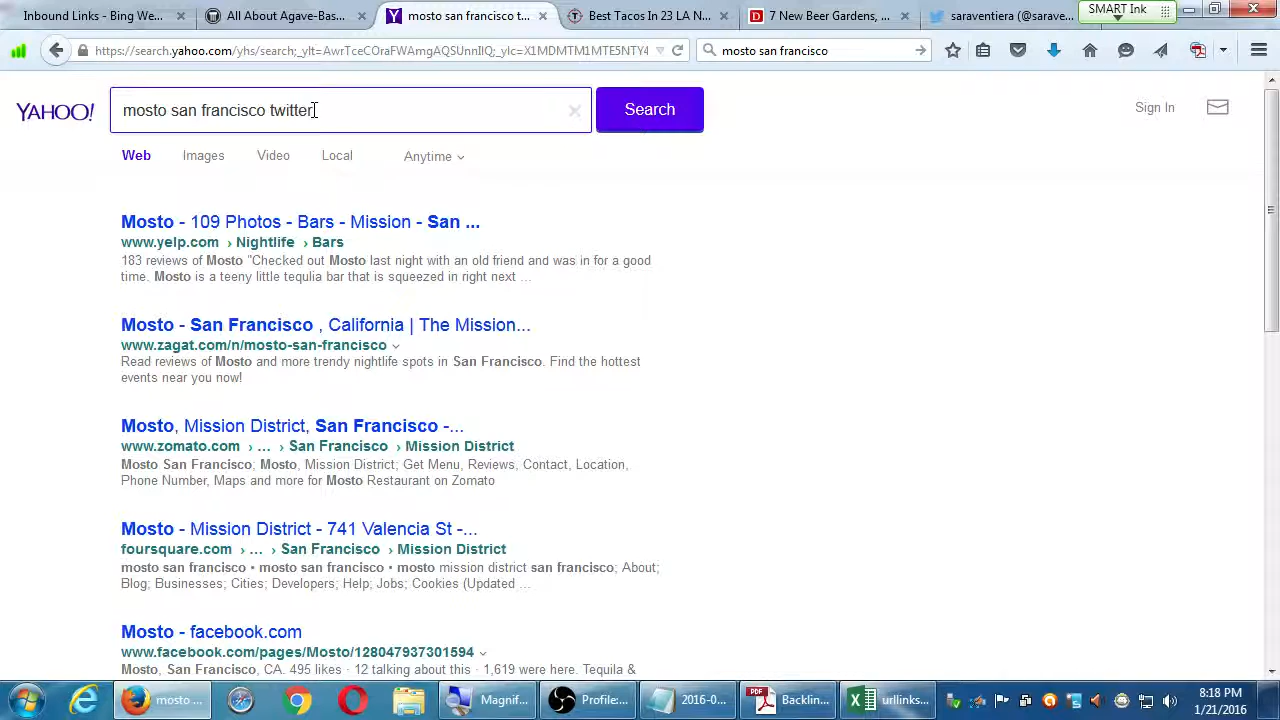 Inbound Links - Bing We...
All About Agave-Bas...
mosto san francisco t...
Best Tacos In 23 LA N...
7 New Beer Gardens, ...
saraventiera (@sarave...
SMART Ink
https://search.yahoo.com/yhs/search;_ylt=AwrTceCOraFWAmgAQSUnnIlQ;_ylc=X1MDMTM1MTE5NTY4
mosto san francisco
YAHOO!
mosto san francisco twitter
Search
Sign In
Web
Images
Video
Local
Anytime
Mosto - 109 Photos - Bars - Mission - San ...
www.yelp.com › Nightlife › Bars
183 reviews of Mosto "Checked out Mosto last night with an old friend and was in for a good
time. Mosto is a teeny little tequlia bar that is squeezed in right next ...
Mosto - San Francisco , California | The Mission...
www.zagat.com/n/mosto-san-francisco
Read reviews of Mosto and more trendy nightlife spots in San Francisco. Find the hottest
events near you now!
Mosto, Mission District, San Francisco -...
www.zomato.com › ... › San Francisco › Mission District
Mosto San Francisco; Mosto, Mission District; Get Menu, Reviews, Contact, Location,
Phone Number, Maps and more for Mosto Restaurant on Zomato
Mosto - Mission District - 741 Valencia St -...
foursquare.com › ... › San Francisco › Mission District
mosto san francisco • mosto san francisco • mosto mission district san francisco; About;
Blog; Businesses; Cities; Developers; Help; Jobs; Cookies (Updated ...
Mosto - facebook.com
www.facebook.com/pages/Mosto/128047937301594
Mosto, San Francisco, CA. 495 likes · 12 talking about this · 1,619 were here. Tequila &
mosto ...
Magnif...
Profile:...
2016-0...
Backlin...
urllinks...
8:18 PM
1/21/2016